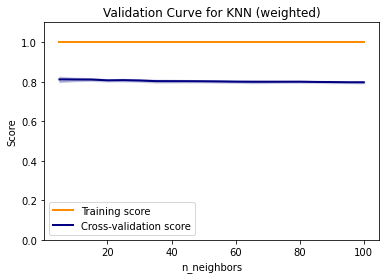 Validation Curve for KNN (weighted)
1.0
0.8
0.6
0.4
0.2
0.0
Score
Training score
Cross-validation score
20
40
60
80
100
n_neighbors